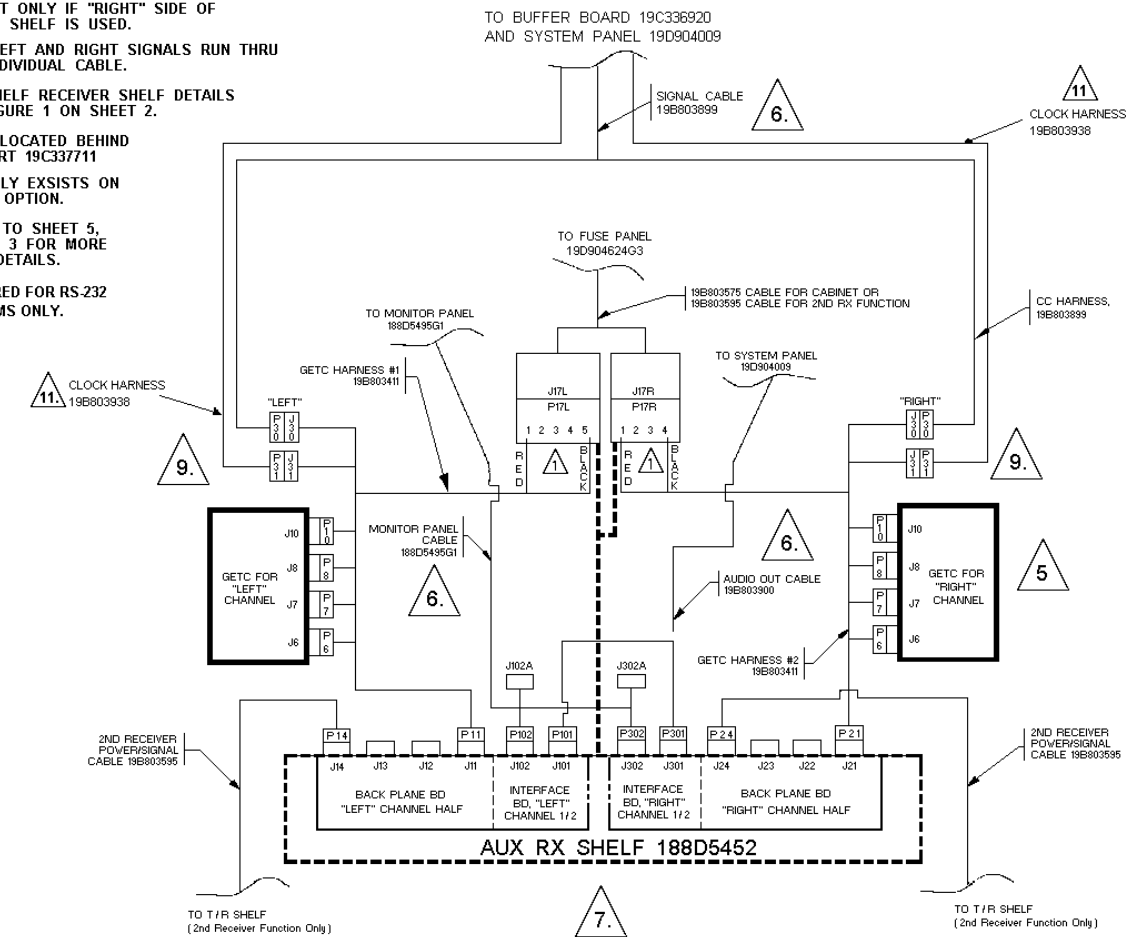 T ONLY IF "RIGHT" SIDE OF
SHELF IS USED.
EFT AND RIGHT SIGNALS RUN THRU
DIVIDUAL CABLE.
ELF RECEIVER SHELF DETAILS
GURE 1 ON SHEET 2.
LOCATED BEHIND
RT 19C337711
LY EXSISTS ON
OPTION.
TO SHEET 5,
3 FOR MORE
DETAILS.
RED FOR RS-232
MS ONLY.
TO BUFFER BOARD 19C336920
AND SYSTEM PANEL 19D904009
SIGNAL CABLE
19B803899
6.
11
CLOCK HARNESS
19B803938
TO FUSE PANEL
19D904624G3
19B803575 CABLE FOR CABINET OR
19B803595 CABLE FOR 2ND RX FUNCTION
CC HARNESS,
19B803899
TO MONITOR PANEL
188D5495G1
GETC HARNESS #1
19B803411
TO SYSTEM PANEL
19D904009
11.
CLOCK HARNESS
19B803938
J17L
P17L
1 2 3 4 5
J17R
P17R
1 2 3 4
RED
1
BLACK
RED
1
BLACK
"LEFT"
P30 J30
P31 J31
9.
"RIGHT"
J30 P30
J31 P31
9.
GETC FOR
"LEFT"
CHANNEL
J10 P10
J8 P8
J7 P7
J6 P6
MONITOR PANEL
CABLE
188D5495G1
6.
6.
AUDIO OUT CABLE
19B803900
P10 J10
P8 J8
P7 J7
P6 J6
GETC FOR
"RIGHT"
CHANNEL
5
GETC HARNESS #2
19B803411
J102A
J302A
2ND RECEIVER
POWER/SIGNAL
CABLE 19B803595
P14 P11 P102 P101 P302 P301 P24 P21
2ND RECEIVER
POWER/SIGNAL
CABLE 19B803595
J14 J13 J12 J11 J102 J101 J302 J301 J24 J23 J22 J21
BACK PLANE BD
"LEFT" CHANNEL HALF
INTERFACE
BD, "LEFT"
CHANNEL 1/2
INTERFACE
BD, "RIGHT"
CHANNEL 1/2
BACK PLANE BD
"RIGHT" CHANNEL HALF
AUX RX SHELF 188D5452
7.
TO T/R SHELF
(2nd Receiver Function Only)
TO T/R SHELF
(2nd Receiver Function Only)